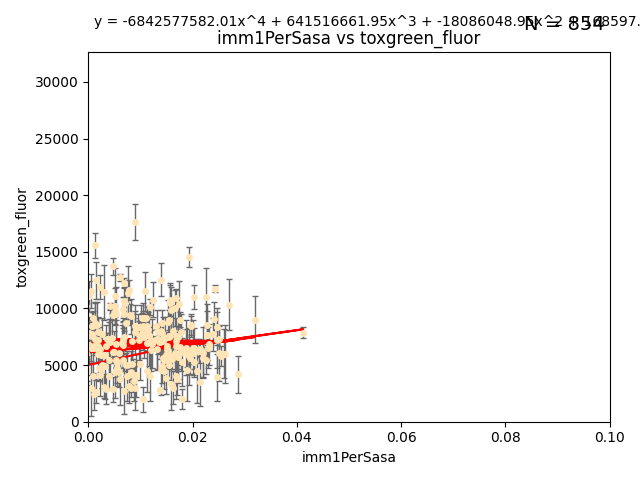 y = -6842577582.01x^4 + 641516661.95x^3 + -18086048.95x^2 + 168597.
N = 854
imm1PerSasa vs toxgreen_fluor
30000
25000
20000
15000
10000
5000
0
toxgreen_fluor
0.00 0.02 0.04 0.06 0.08 0.10
imm1PerSasa